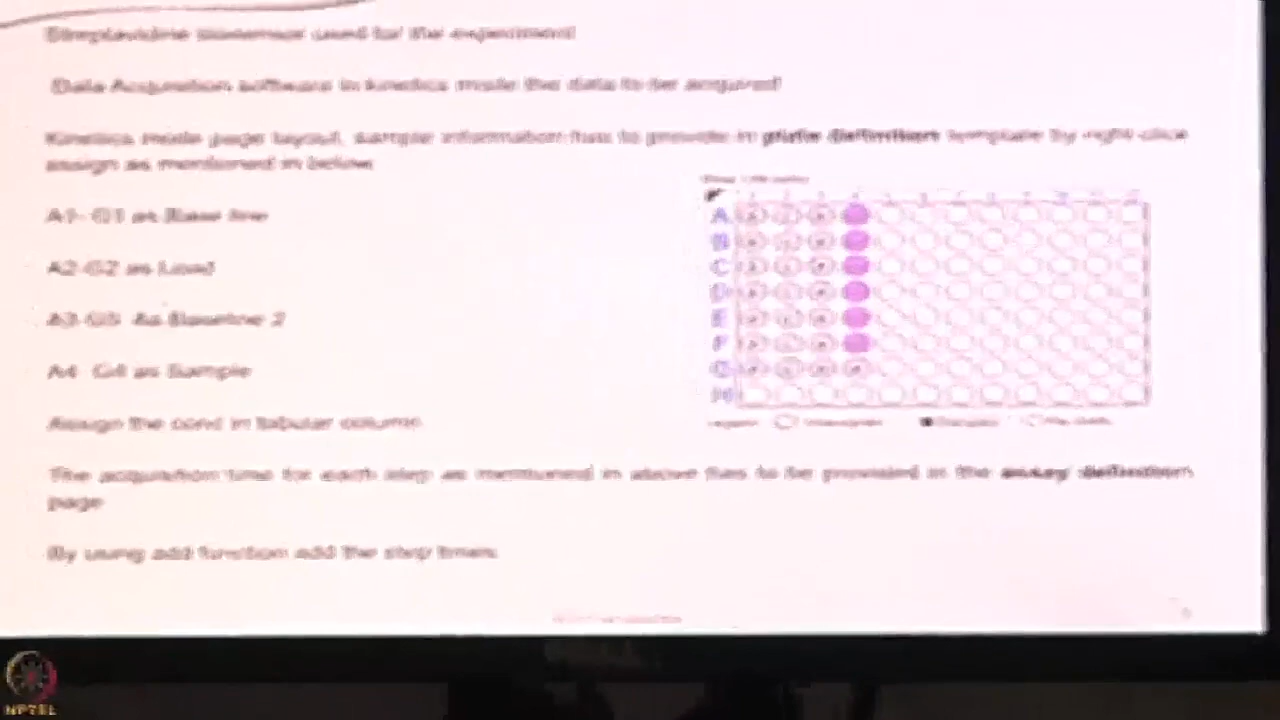 Streptavidine biosensor used for the experiment
Data Acquisition software in kinetics mode the data to be acquired
Kinetics mode page layout, sample information has to provide in plate definition template by right click
assign as mentioned in below
A1- G1 as Base line
A2-G2 as Load
A3-G3 As Baseline 2
A4- G4 as Sample
Assign the conc in tabular column
The acquisition time for each step as mentioned in above has to be provided in the assay definition
page
By using add function add the step times
A
B
C
D
E
F
G
H
NPTEL